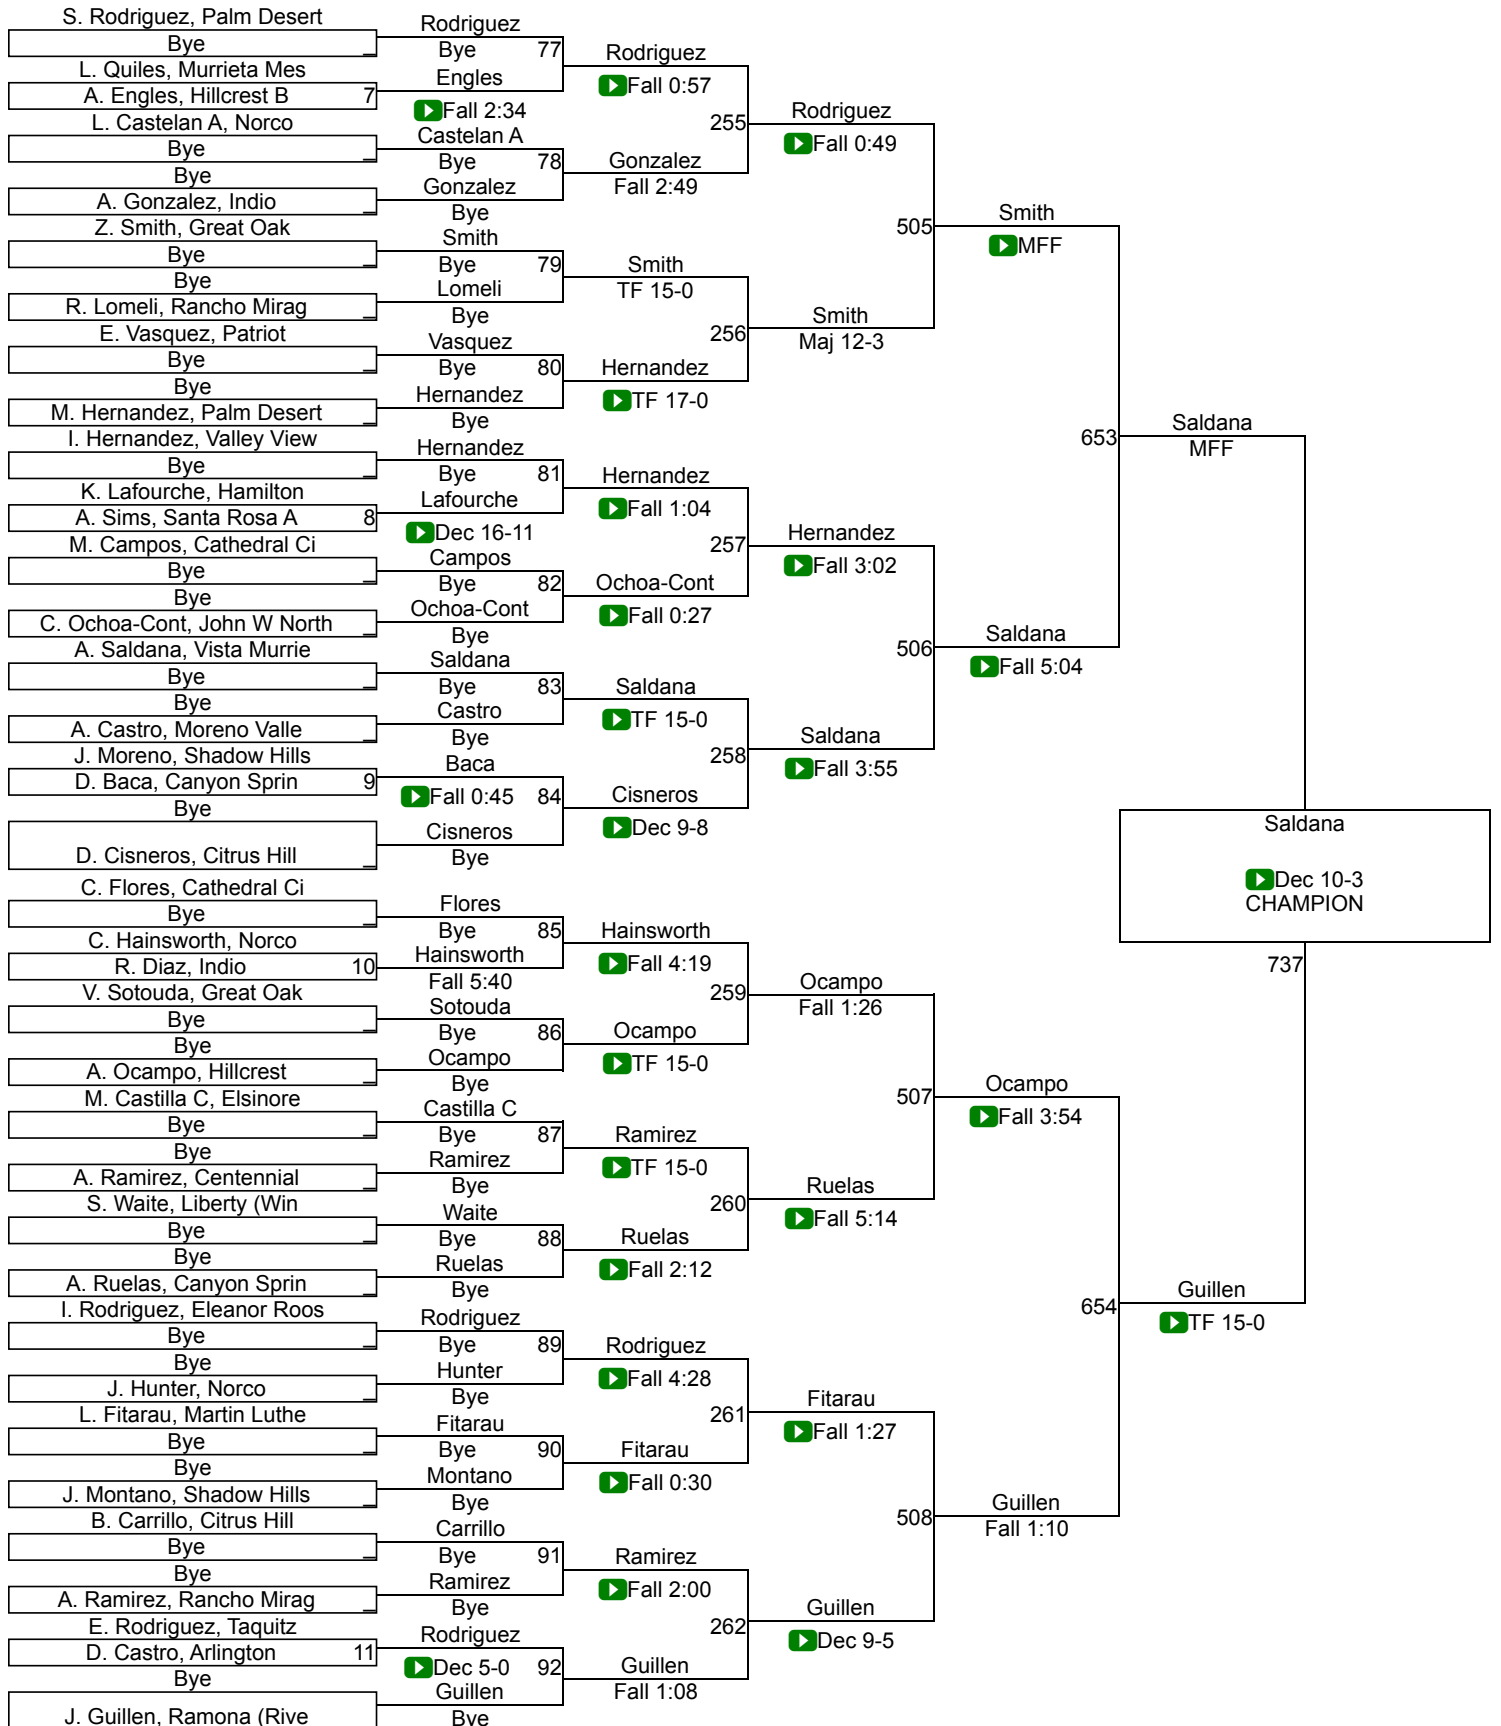 S. Rodriguez, Palm Desert
Bye _
L. Quiles, Murrieta Mes
A. Engles, Hillcrest B 7
L. Castelan A, Norco
Bye _
Bye
A. Gonzalez, Indio _
Z. Smith, Great Oak
Bye _
Bye
R. Lomeli, Rancho Mirag _
E. Vasquez, Patriot
Bye _
Bye
M. Hernandez, Palm Desert _
I. Hernandez, Valley View
Bye _
K. Lafourche, Hamilton
A. Sims, Santa Rosa A 8
M. Campos, Cathedral Ci
Bye _
Bye
C. Ochoa-Cont, John W North _
A. Saldana, Vista Murrie
Bye _
Bye
A. Castro, Moreno Valle _
J. Moreno, Shadow Hills
D. Baca, Canyon Sprin 9
Bye
D. Cisneros, Citrus Hill _
C. Flores, Cathedral Ci
Bye _
C. Hainsworth, Norco
R. Diaz, Indio 10
V. Sotouda, Great Oak
Bye _
Bye
A. Ocampo, Hillcrest _
M. Castilla C, Elsinore
Bye _
Bye
A. Ramirez, Centennial _
S. Waite, Liberty (Win
Bye _
Bye
A. Ruelas, Canyon Sprin _
I. Rodriguez, Eleanor Roos
Bye _
Bye
J. Hunter, Norco _
L. Fitarau, Martin Luthe
Bye _
Bye
J. Montano, Shadow Hills _
B. Carrillo, Citrus Hill
Bye _
Bye
A. Ramirez, Rancho Mirag _
E. Rodriguez, Taquitz
D. Castro, Arlington 11
Bye
J. Guillen, Ramona (Rive
Rodriguez
Bye 77
Engles
Fall 2:34
Castelan A
Bye 78
Gonzalez
Bye
Smith
Bye 79
Lomeli
Bye
Vasquez
Bye 80
Hernandez
Bye
Hernandez
Bye 81
Lafourche
Dec 16-11
Campos
Bye 82
Ochoa-Cont
Bye
Saldana
Bye 83
Castro
Bye
Baca
Fall 0:45 84
Cisneros
Bye
Flores
Bye 85
Hainsworth
Fall 5:40
Sotouda
Bye 86
Ocampo
Bye
Castilla C
Bye 87
Ramirez
Bye
Waite
Bye 88
Ruelas
Bye
Rodriguez
Bye 89
Hunter
Bye
Fitarau
Bye 90
Montano
Bye
Carrillo
Bye 91
Ramirez
Bye
Rodriguez
Dec 5-0 92
Guillen
Bye
Rodriguez
Fall 0:57
255
Gonzalez
Fall 2:49
Smith
TF 15-0
256
Hernandez
TF 17-0
Hernandez
Fall 1:04
257
Ochoa-Cont
Fall 0:27
Saldana
TF 15-0
258
Cisneros
Dec 9-8
Hainsworth
Fall 4:19
259
Ocampo
TF 15-0
Ramirez
TF 15-0
260
Ruelas
Fall 2:12
Rodriguez
Fall 4:28
261
Fitarau
Fall 0:30
Ramirez
Fall 2:00
262
Guillen
Fall 1:08
Rodriguez
Fall 0:49
505
Smith
Maj 12-3
Hernandez
Fall 3:02
506
Saldana
Fall 3:55
Ocampo
Fall 1:26
507
Ruelas
Fall 5:14
Fitarau
Fall 1:27
508
Guillen
Dec 9-5
Smith
MFF
653
Saldana
Fall 5:04
Ocampo
Fall 3:54
654
Guillen
Fall 1:10
Saldana
MFF
Saldana
Dec 10-3
CHAMPION
737
Guillen
TF 15-0